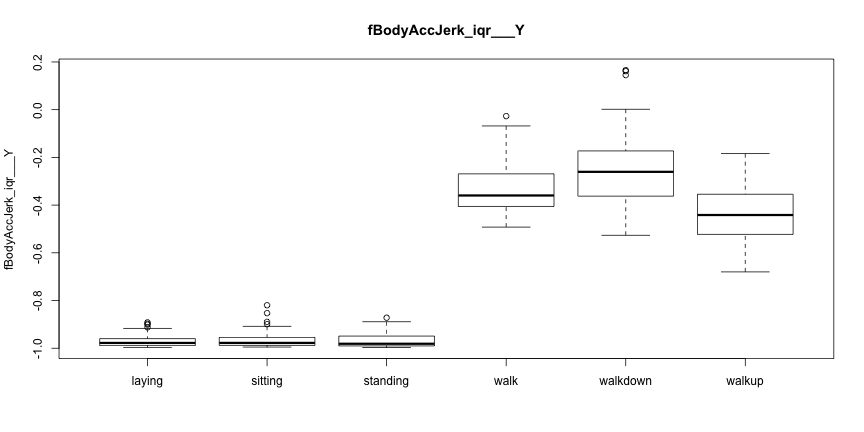 fBodyAccJerk_iqr___Y
fBodyAccJerk_iqr___Y
0.2
0.0
-0.2
-0.4
-0.6
-0.8
-1.0
laying sitting standing walk walkdown walkup